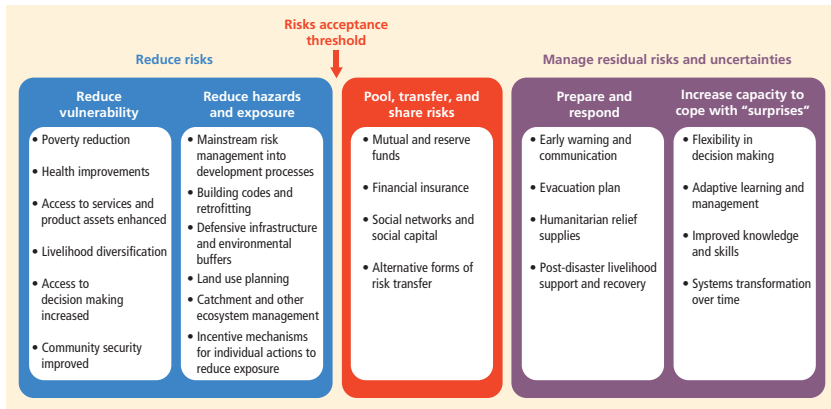 Risks acceptance
threshold
Reduce risks
Manage residual risks and uncertainties
Reduce
vulnerability
• Poverty reduction
• Health improvements
• Access to services and
product assets enhanced
• Livelihood diversification
• Access to
decision making
increased
• Community security
improved
Reduce hazards
and exposure
• Mainstream risk
management into
development processes
• Building codes and
retrofitting
• Defensive infrastructure
and environmental
buffers
• Land use planning
• Catchment and other
ecosystem management
• Incentive mechanisms
for individual actions to
reduce exposure
Pool, transfer, and
share risks
• Mutual and reserve
funds
• Financial insurance
• Social networks and
social capital
• Alternative forms of
risk transfer
Prepare and
respond
• Early warning and
communication
• Evacuation plan
• Humanitarian relief
supplies
• Post-disaster livelihood
support and recovery
Increase capacity to
cope with “surprises“
• Flexibility in
decision making
• Adaptive learning and
management
• Improved knowledge
and skills
• Systems transformation
over time